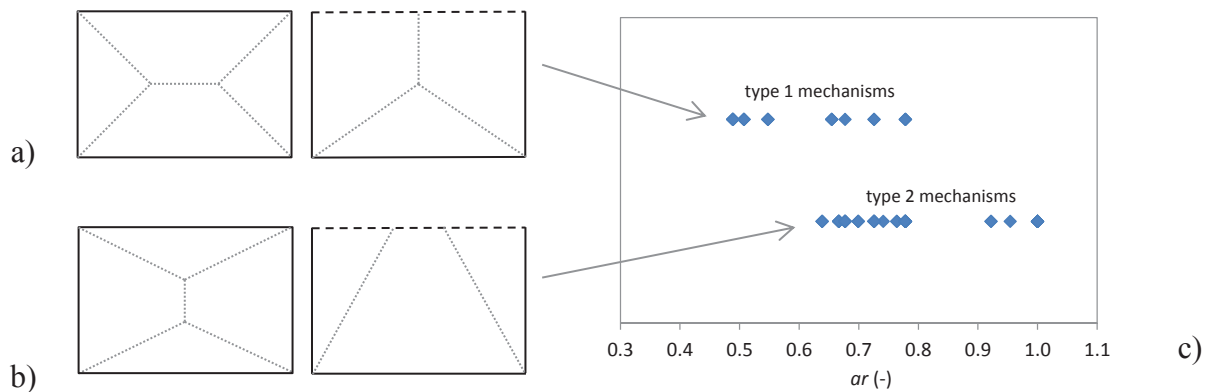 a)
b)
type 1 mechanisms
type 2 mechanisms
0.3 0.4 0.5 0.6 0.7 0.8 0.9 1.0 1.1
ar (-)
c)